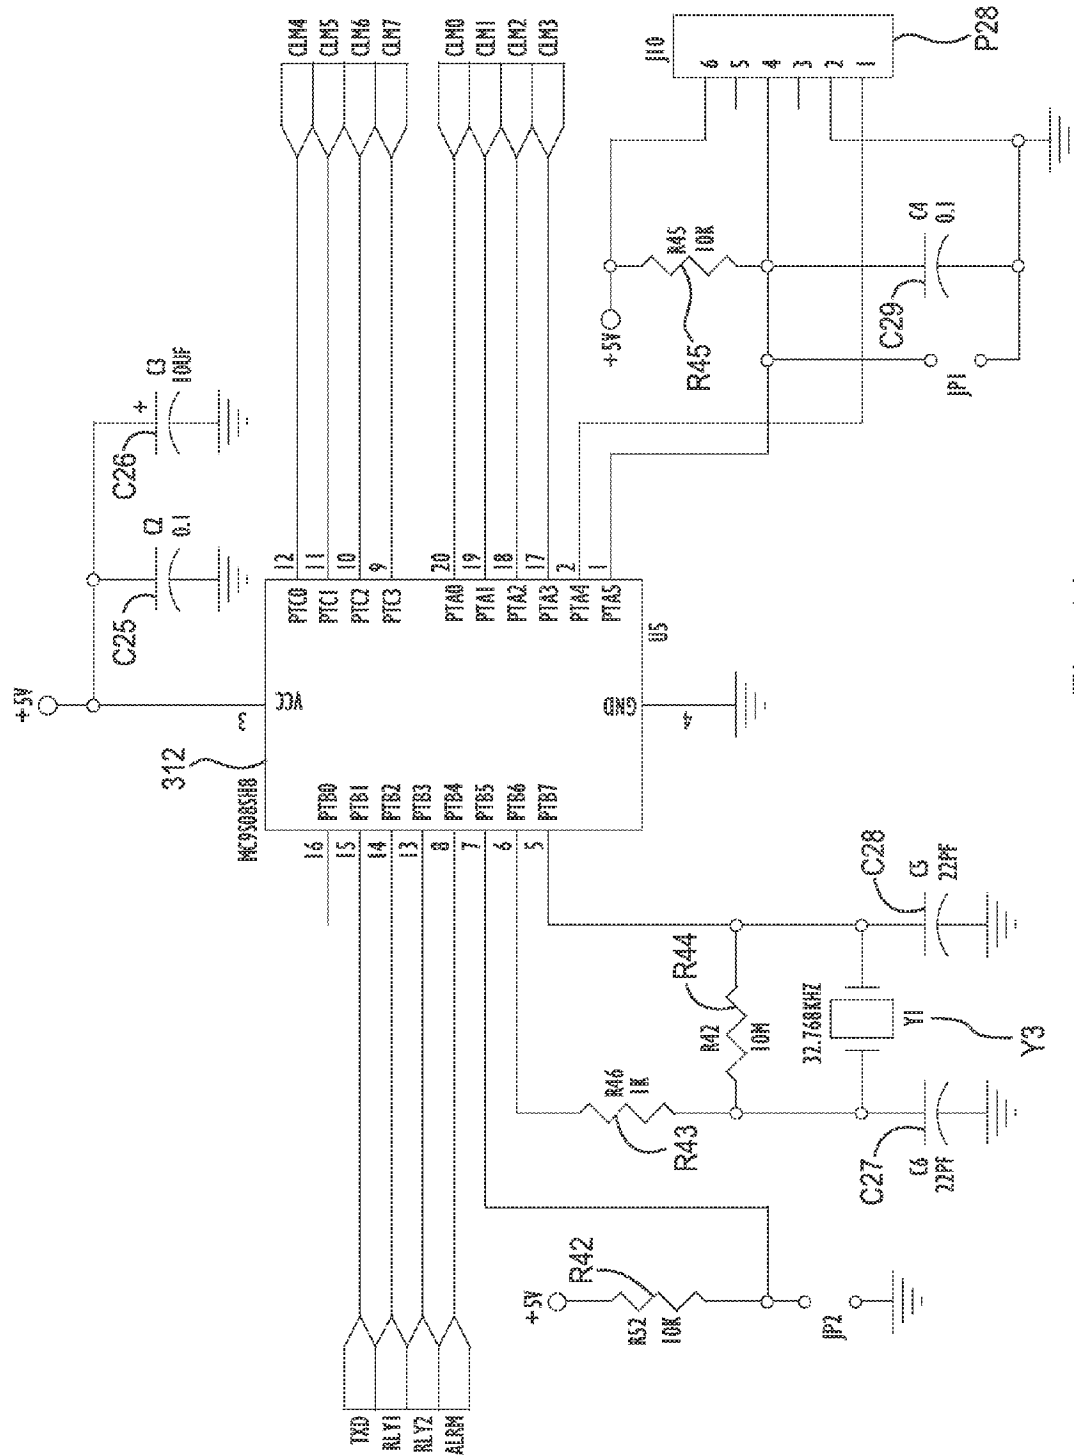 +5V
C25
C2
0.1
C26
C3
10UF
+
312
MC9S08SH8
3
VCC
GND
4
U5
TXD
RLY1
RLY2
ALRM
16 PTB0
15 PTB1
14 PTB2
13 PTB3
8 PTB4
7 PTB5
6 PTB6
5 PTB7
PTC0 12
PTC1 11
PTC2 10
PTC3 9
PTA0 20
PTA1 19
PTA2 18
PTA3 17
PTA4 2
PTA5 1
CLM4
CLM5
CLM6
CLM7
CLM0
CLM1
CLM2
CLM3
+5V
R42
R52
10K
JP2
R43
R46
1K
R44
R42
10M
32.768KHZ
Y1
Y3
C27
C6
22PF
C28
C5
22PF
+5V
R45
R45
10K
C29
C4
0.1
JP1
J10
6
5
4
3
2
1
P28